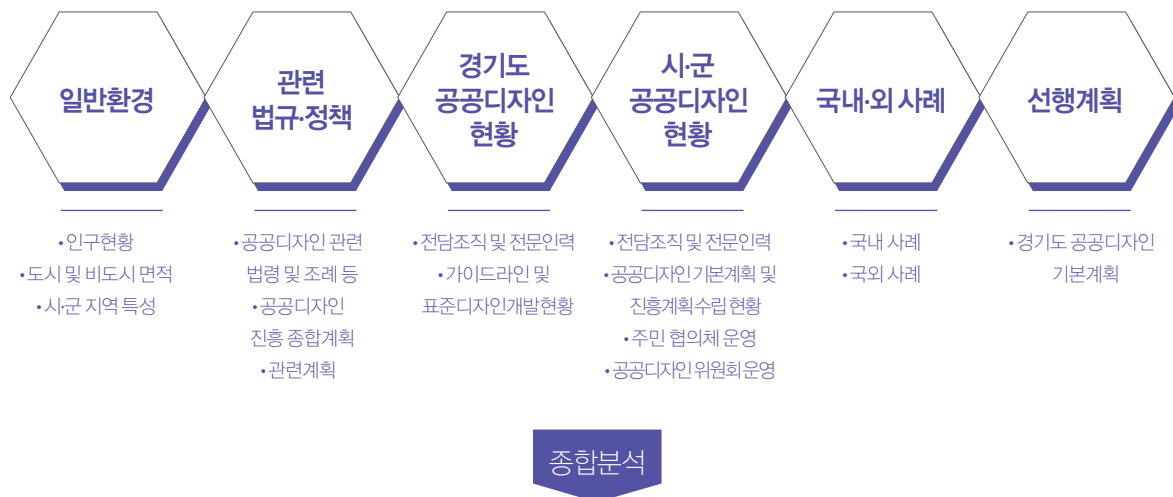 일반환경
• 인구현황
• 도시 및 비도시 면적
• 시·군 지역 특성
관련
법규·정책
• 공공디자인 관련
법령 및 조례 등
• 공공디자인
진흥 종합계획
• 관련계획
경기도
공공디자인
현황
• 전담조직 및 전문인력
• 가이드라인 및
표준디자인개발현황
시·군
공공디자인
현황
• 전담조직 및 전문인력
• 공공디자인 기본계획 및
진흥계획수립 현황
• 주민 협의체 운영
• 공공디자인 위원회 운영
국내·외 사례
• 국내 사례
• 국외 사례
선행계획
• 경기도 공공디자인
기본계획
종합분석